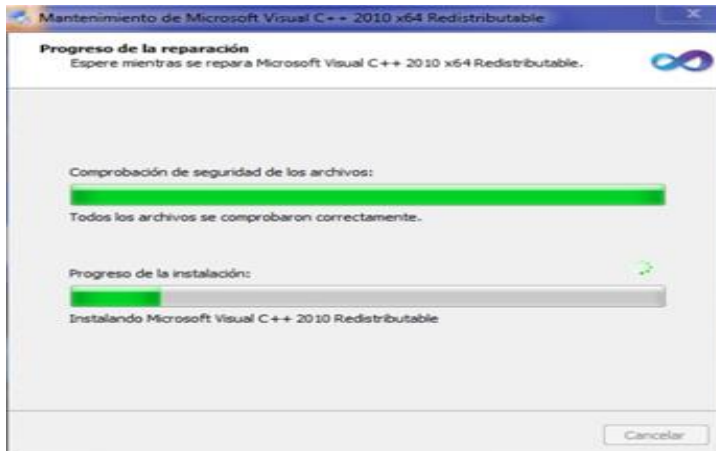 Mantenimiento de Microsoft Visual C++ 2010 x64 Redistributable
Progreso de la reparación
Espere mientras se repara Microsoft Visual C++ 2010 x64 Redistributable.
Comprobación de seguridad de los archivos:
Todos los archivos se comprobaron correctamente.
Progreso de la instalación:
Instalando Microsoft Visual C++ 2010 Redistributable
Cancelar